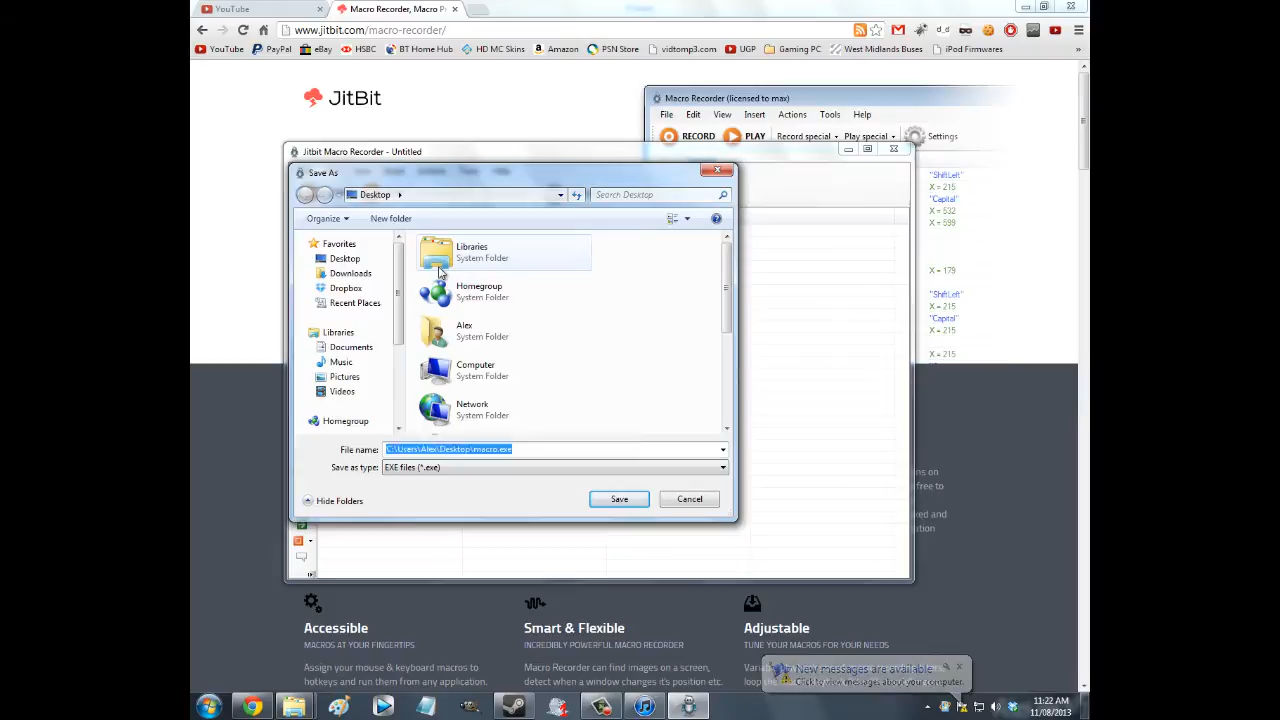 YouTube
Macro Recorder, Macro P
www.jitbit.com/macro-recorder/
YouTube PayPal eBay HSBC BT Home Hub HD MC Skins Amazon PSN Store vidtomp3.com UGP Gaming PC West Midlands Buses iPod Firmwares »
JitBit
Macro Recorder (licensed to max)
File Edit View Insert Actions Tools Help
RECORD PLAY Record special Play special Settings
Jitbit Macro Recorder - Untitled
Save As
Desktop
Search Desktop
Organize New folder
Favorites
Desktop
Downloads
Dropbox
Recent Places
Libraries
Documents
Music
Pictures
Videos
Homegroup
Libraries
System Folder
Homegroup
System Folder
Alex
System Folder
Computer
System Folder
Network
System Folder
File name: C:\Users\Alex\Desktop\macro.exe
Save as type: EXE files (*.exe)
Hide Folders
Save Cancel
"ShiftLeft"
X = 215
"Capital"
X = 532
X = 599
X = 179
"ShiftLeft"
X = 215
"Capital"
X = 215
X = 215
ons on
free to
ked and
otion
Accessible
MACROS AT YOUR FINGERTIPS
Assign your mouse & keyboard macros to
hotkeys and run them from any application.
Smart & Flexible
INCREDIBLY POWERFUL MACRO RECORDER
Macro Recorder can find images on a screen,
detect when a window changes it's position etc.
Adjustable
TUNE YOUR MACROS FOR YOUR NEEDS
New messages are available
Click to view messages about your computer.
11:22 AM
11/08/2013